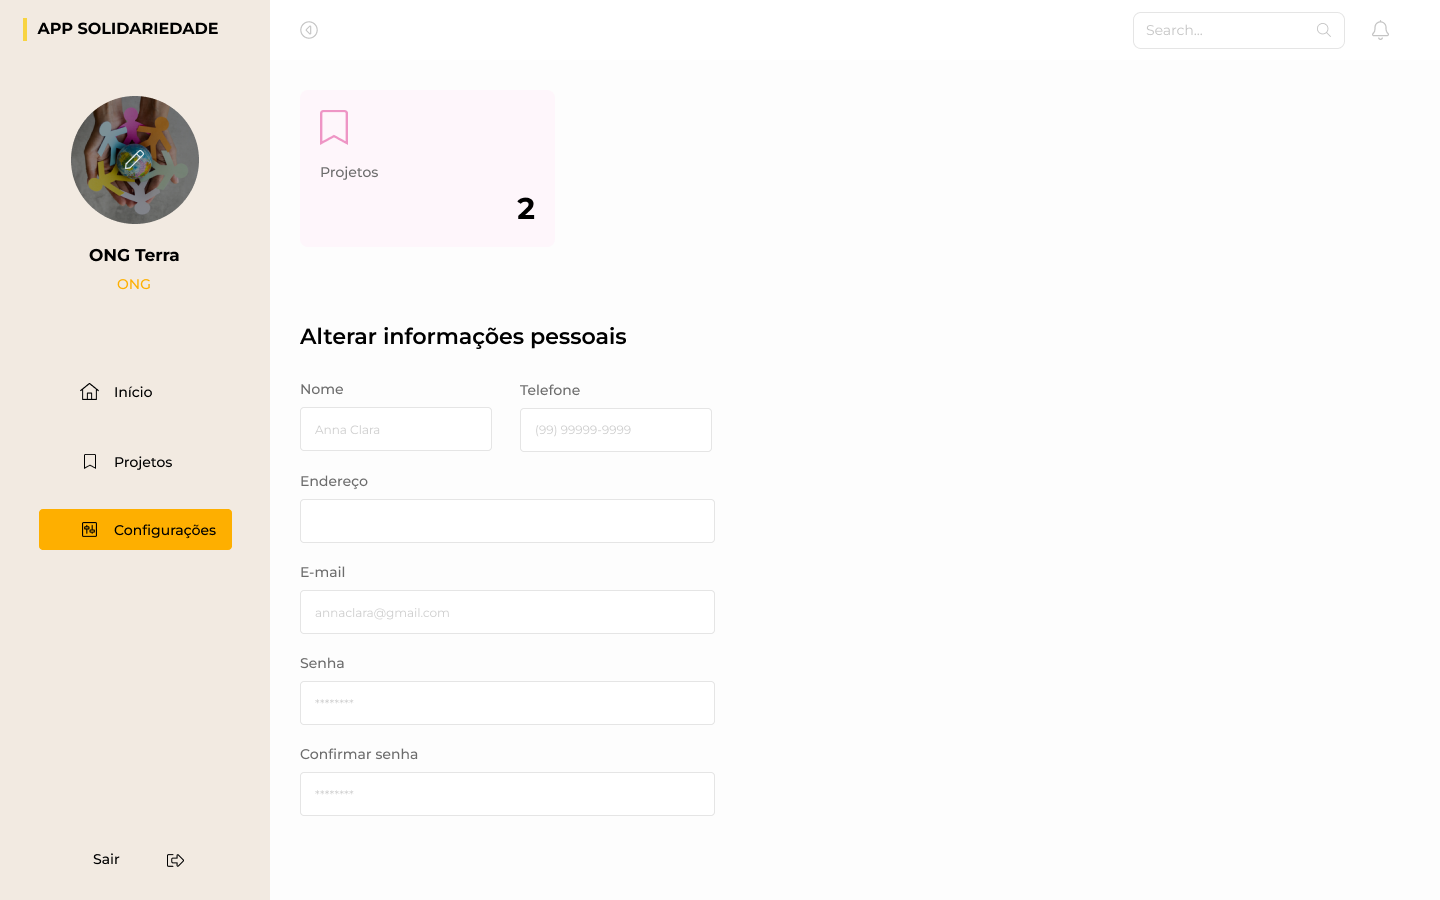 APP SOLIDARIEDADE
Search...
ONG Terra
ONG
Início
Projetos
Configurações
Sair
Projetos
2
Alterar informações pessoais
Nome
Telefone
Anna Clara
(99) 99999-9999
Endereço
E-mail
annaclara@gmail.com
Senha
********
Confirmar senha
********